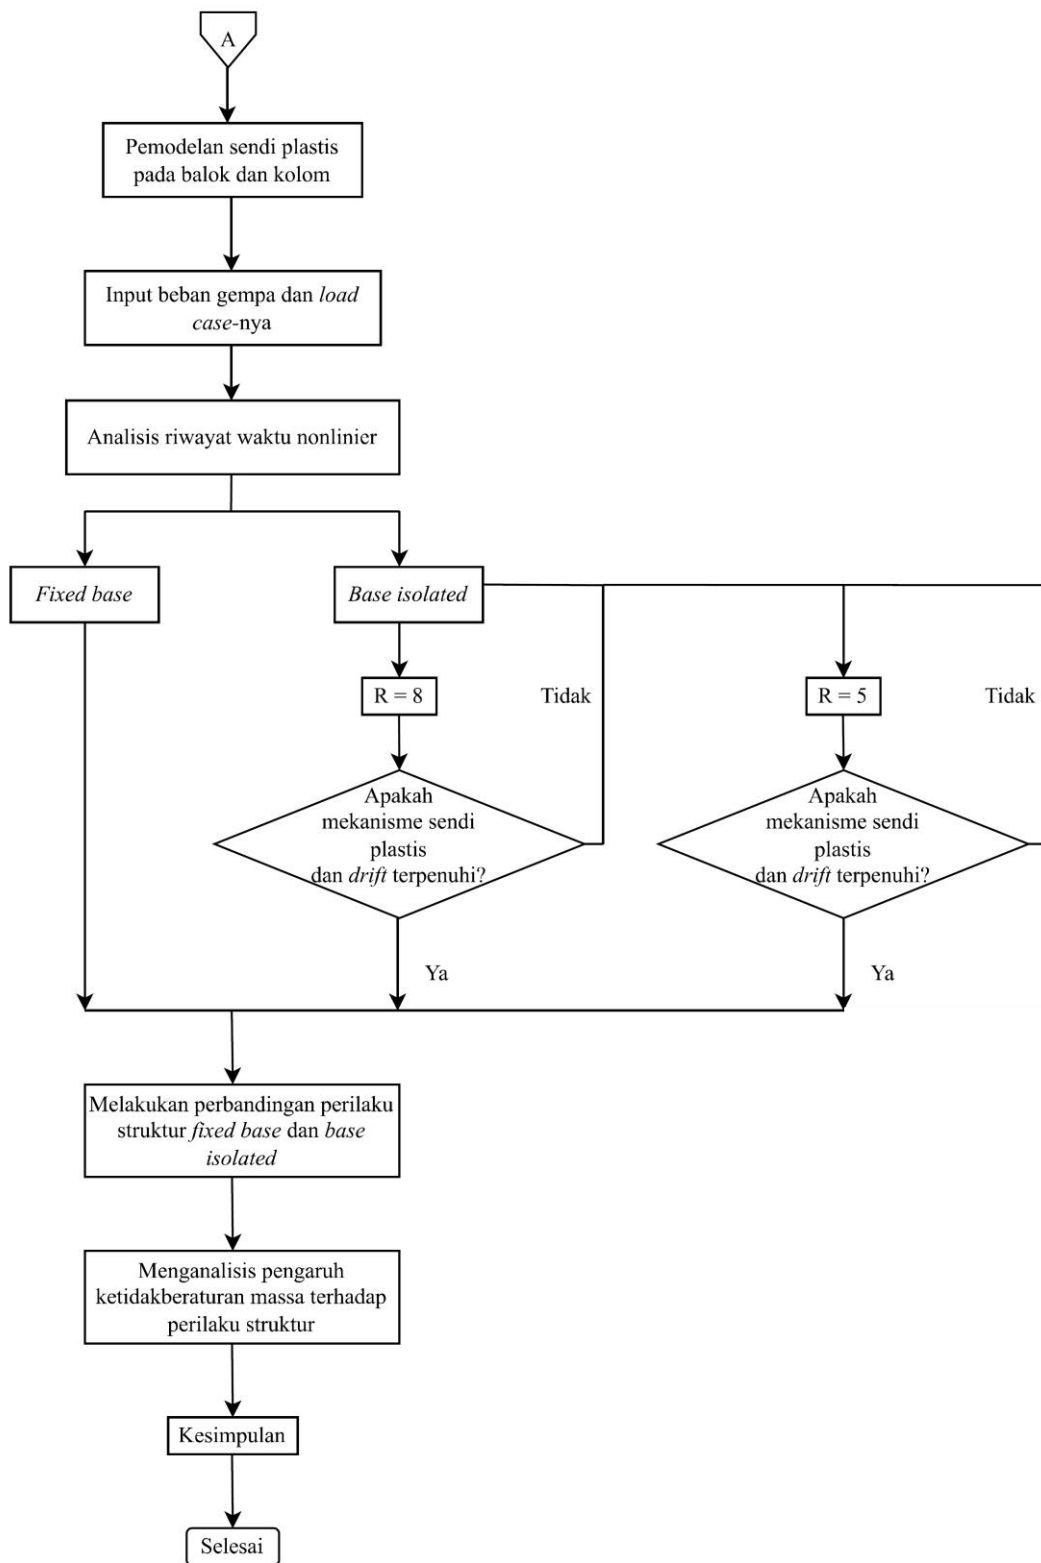 A
Pemodelan sendi plastis
pada balok dan kolom
Input beban gempa dan load
case-nya
Analisis riwayat waktu nonlinier
Fixed base
Base isolated
R = 8
Tidak
R = 5
Tidak
Apakah
mekanisme sendi
plastis
dan drift terpenuhi?
Apakah
mekanisme sendi
plastis
dan drift terpenuhi?
Ya
Ya
Melakukan perbandingan perilaku
struktur fixed base dan base
isolated
Menganalisis pengaruh
ketidakberaturan massa terhadap
perilaku struktur
Kesimpulan
Selesai